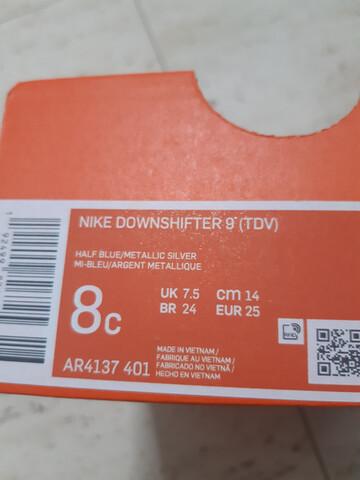 NIKE DOWNSHIFTER 9 (TDV)
HALF BLUE/METALLIC SILVER
MI-BLEU/ARGENT METALLIQUE
8C
UK 7.5 cm 14
BR 24 EUR 25
MADE IN VIETNAM /
FABRIQUE AU VIETNAM /
FABRICADO NO VIETNÃ /
HECHO EN VIETNAM
AR4137 401